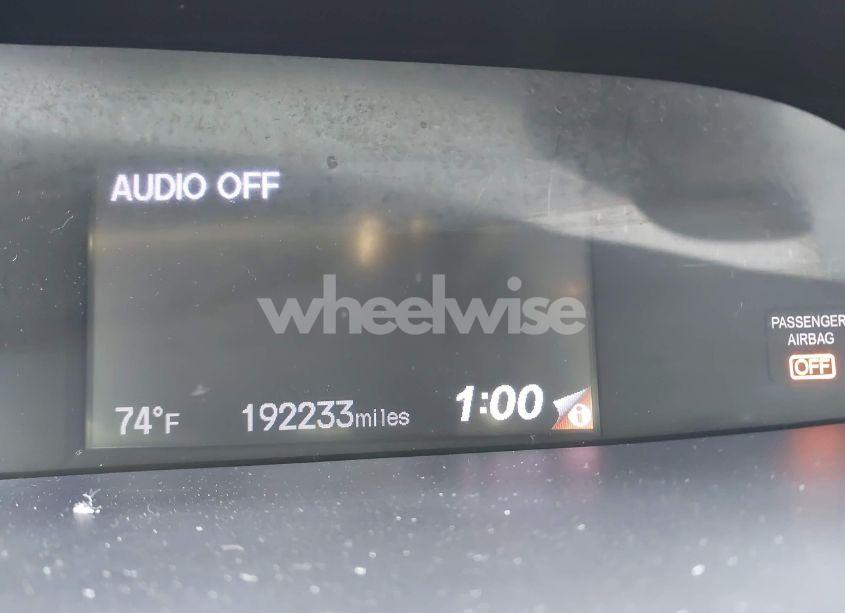 AUDIO OFF
wheelwise
PASSENGER
AIRBAG
OFF
74°F 192233miles 1:00 i